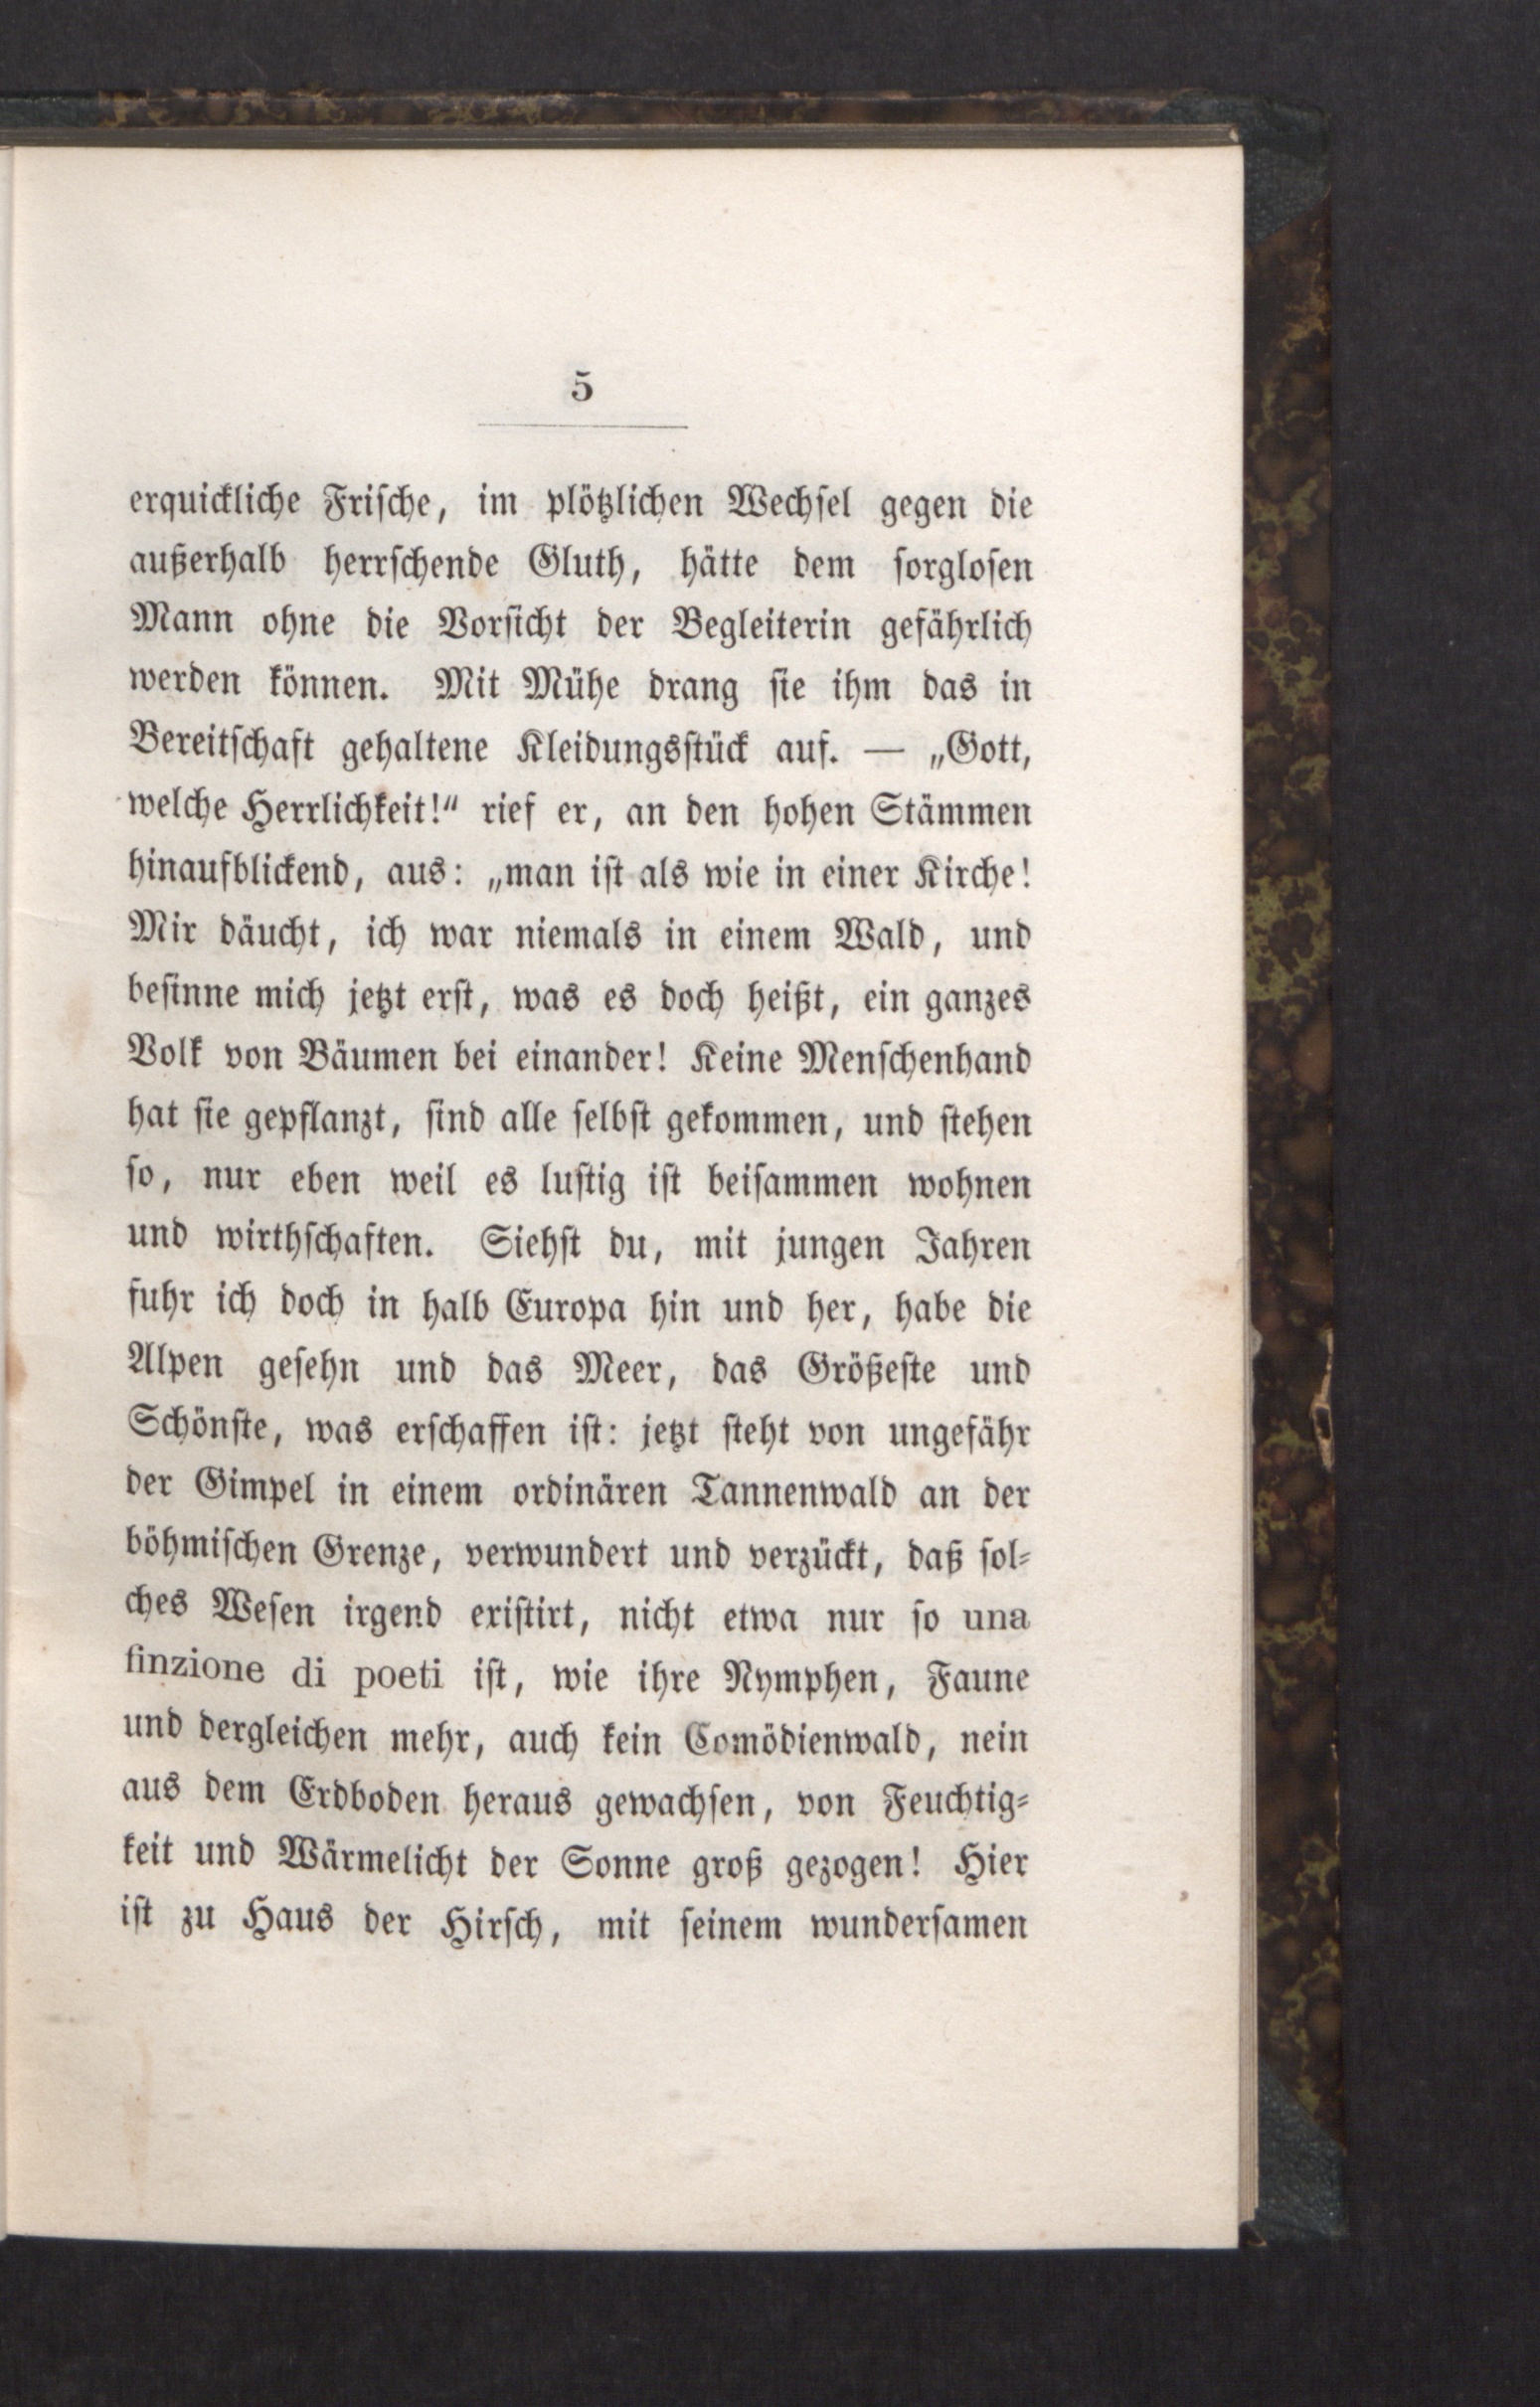 5
erquickliche Frische, im plötzlichen Wechsel gegen die
außerhalb herrschende Gluth, hätte dem sorglosen
Mann ohne die Vorsicht der Begleiterin gefährlich
werden können. Mit Mühe drang sie ihm das in
Bereitschaft gehaltene Kleidungsstück auf. — „Gott,
welche Herrlichkeit!“ rief er, an den hohen Stämmen
hinaufblickend, aus: „man ist als wie in einer Kirche!
Mir däucht, ich war niemals in einem Wald, und
besinne mich jetzt erst, was es doch heißt, ein ganzes
Volk von Bäumen bei einander! Keine Menschenhand
hat sie gepflanzt, sind alle selbst gekommen, und stehen
so, nur eben weil es lustig ist beisammen wohnen
und wirthschaften. Siehst du, mit jungen Jahren
fuhr ich doch in halb Europa hin und her, habe die
Alpen gesehn und das Meer, das Größeste und
Schönste, was erschaffen ist: jetzt steht von ungefähr
der Gimpel in einem ordinären Tannenwald an der
böhmischen Grenze, verwundert und verzückt, daß sol-
ches Wesen irgend existirt, nicht etwa nur so una
finzione di poeti ist, wie ihre Nymphen, Faune
und dergleichen mehr, auch kein Comödienwald, nein
aus dem Erdboden heraus gewachsen, von Feuchtig-
keit und Wärmelicht der Sonne groß gezogen! Hier
ist zu Haus der Hirsch, mit seinem wundersamen